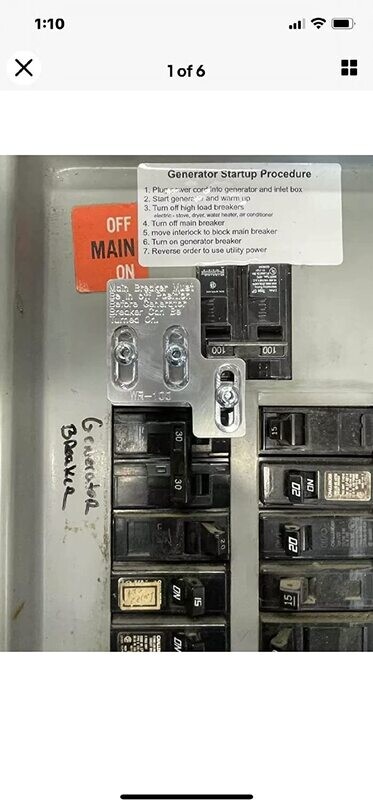 1:10
1 of 6
Generator Startup Procedure
1. Plug power cord into generator and inlet box
2. Start generator and warm up
3. Turn off high load breakers
electric - stove, dryer, water heater, air conditioner
4. Turn off main breaker
5. move interlock to block main breaker
6. Turn on generator breaker
7. Reverse order to use utility power
OFF
MAIN
ON
Main Breaker Must
Be In Off Position
Before Generator
Breaker Can Be
Turned On.
100 100
WR-100
Generator
Breaker
30
30
15
20 ON
20
ON 15
15
ON